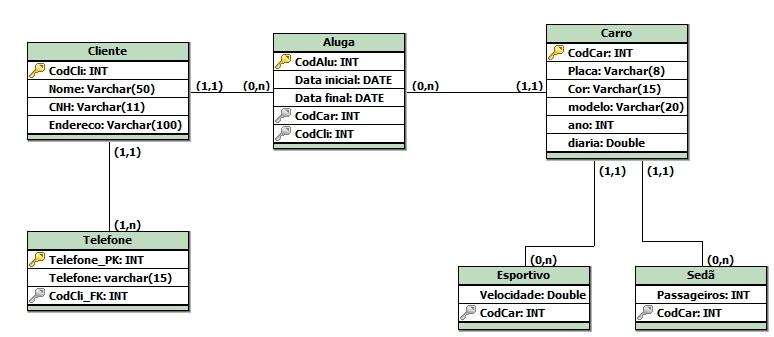 Cliente
CodCli: INT
Nome: Varchar(50)
CNH: Varchar(11)
Endereco: Varchar(100)
(1,1)
(0,n)
Aluga
CodAlu: INT
Data inicial: DATE
Data final: DATE
CodCar: INT
CodCli: INT
(0,n)
(1,1)
Carro
CodCar: INT
Placa: Varchar(8)
Cor: Varchar(15)
modelo: Varchar(20)
ano: INT
diaria: Double
(1,1)
(1,n)
Telefone
Telefone_PK: INT
Telefone: varchar(15)
CodCli_FK: INT
(1,1)
(1,1)
(0,n)
(0,n)
Esportivo
Velocidade: Double
CodCar: INT
Sedã
Passageiros: INT
CodCar: INT